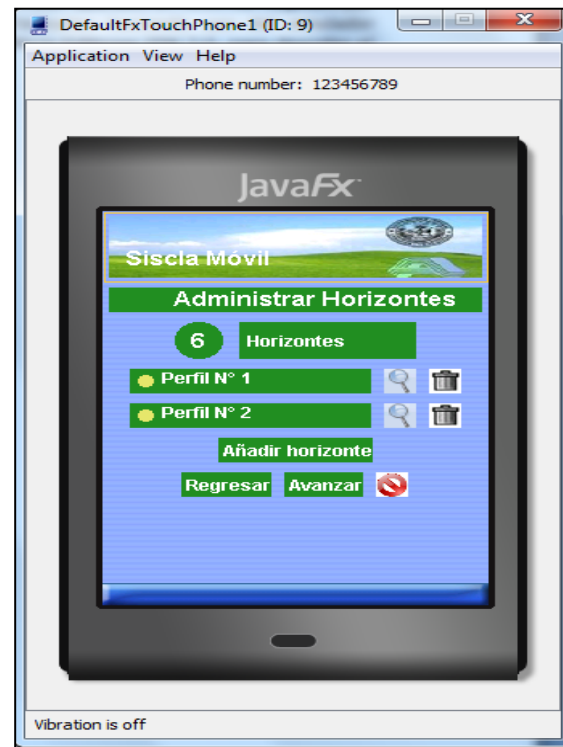 DefaultFxTouchPhone1 (ID: 9)
Application View Help
Phone number: 123456789
JavaFx
Siscla Móvil
Administrar Horizontes
6 Horizontes
Perfil N° 1
Perfil N° 2
Añadir horizonte
Regresar Avanzar
Vibration is off